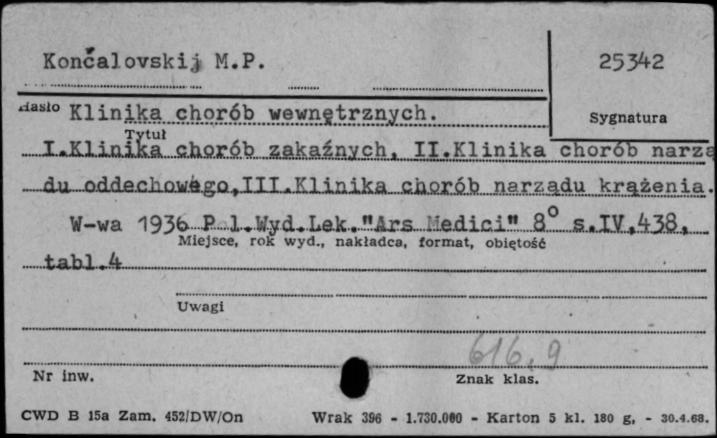 Končalovskij M.P.
25342
Hasło Klinika chorób wewnętrznych.
Sygnatura
Tytuł
I.Klinika chorób zakaźnych, II.Klinika chorób narzą
du oddechowego,III.Klinika chorób narządu krążenia.
W-wa 1936 Pol.Wyd.Lek."Ars Medici" 8° s.IV,438,
Miejsce, rok wyd., nakładca, format, obiętość
tabl.4
Uwagi
616.9
Nr inw.
Znak klas.
CWD B 15a Zam. 452/DW/On Wrak 396 - 1.730.000 - Karton 5 kl. 180 g, - 30.4.68.